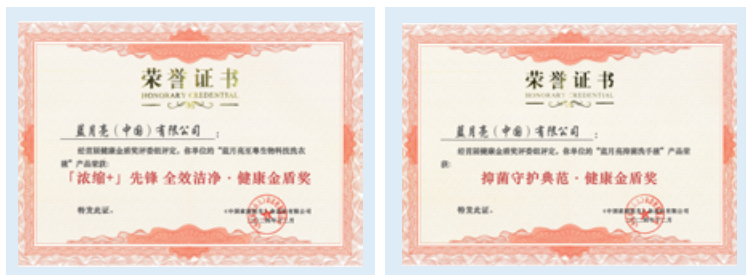 荣誉证书
HONORARY CREDENTIAL
蓝月亮（中国）有限公司：
经首届健康金盾奖评委组评定，你单位的“蓝月亮至尊生物科技洗衣
液”产品荣获：
「浓缩+」先锋 全效洁净·健康金盾奖
特发此证。
荣誉证书
HONORARY CREDENTIAL
蓝月亮（中国）有限公司：
经首届健康金盾奖评委组评定，你单位的“蓝月亮抑菌洗手液”产品荣
获：
抑菌守护典范·健康金盾奖
特发此证。